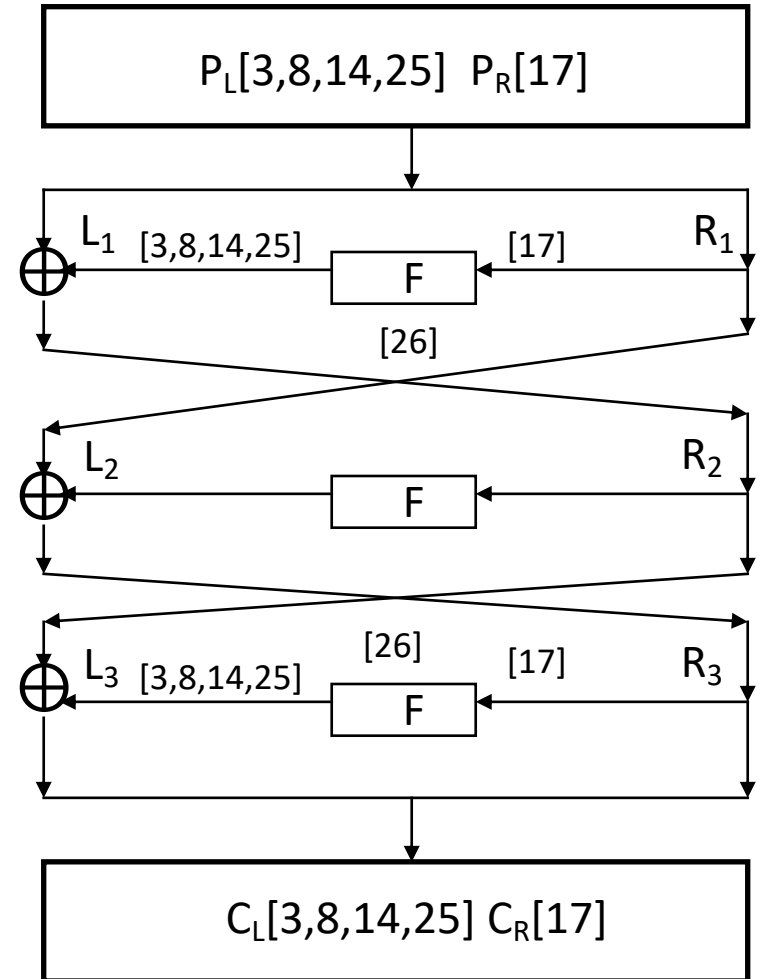 P_L[3,8,14,25] P_R[17]
L_1 [3,8,14,25] F [17] R_1
[26]
L_2 F R_2
[26]
L_3 [3,8,14,25] F [17] R_3
C_L[3,8,14,25] C_R[17]